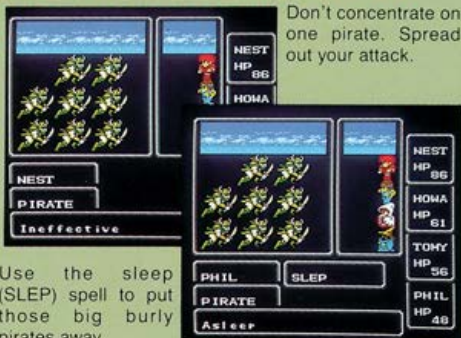 Don't concentrate on
one pirate. Spread
out your attack.
NEST
HP
86
HOWA
NEST
PIRATE
Ineffective
Use the sleep
(SLEP) spell to put
those big burly
pirates away
NEST
HP
86
HOWA
HP
61
TOMY
HP
56
PHIL
HP
48
PHIL
SLEP
PIRATE
Asleep